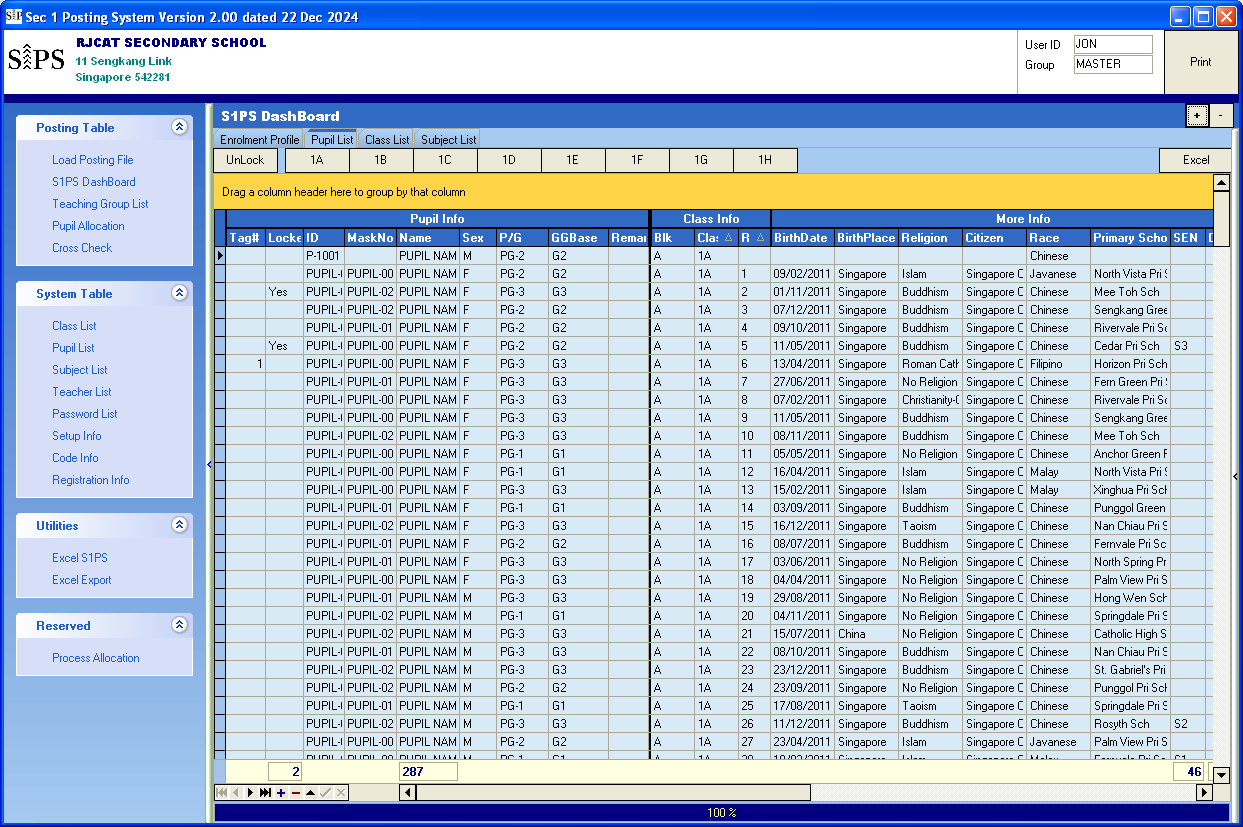 S1P Sec 1 Posting System Version 2.00 dated 22 Dec 2024
S1PS RJCAT SECONDARY SCHOOL
11 Sengkang Link
Singapore 542281
User ID JON
Group MASTER
Print
Posting Table
Load Posting File
S1PS DashBoard
Teaching Group List
Pupil Allocation
Cross Check
System Table
Class List
Pupil List
Subject List
Teacher List
Password List
Setup Info
Code Info
Registration Info
Utilities
Excel S1PS
Excel Export
Reserved
Process Allocation
S1PS DashBoard + -
Enrolment Profile Pupil List Class List Subject List
UnLock 1A 1B 1C 1D 1E 1F 1G 1H Excel
Drag a column header here to group by that column
Pupil Info Class Info More Info
Tag# Locke ID MaskNo Name Sex P/G GGBase Remar Blk Clas R BirthDate BirthPlace Religion Citizen Race Primary Scho SEN D
P-1001 PUPIL NAM M PG-2 G2 A 1A Chinese
PUPIL-( PUPIL-00 PUPIL NAM F PG-2 G2 A 1A 1 09/02/2011 Singapore Islam Singapore C Javanese North Vista Pri S
Yes PUPIL-( PUPIL-02 PUPIL NAM F PG-3 G3 A 1A 2 01/11/2011 Singapore Buddhism Singapore C Chinese Mee Toh Sch
PUPIL-( PUPIL-02 PUPIL NAM F PG-2 G2 A 1A 3 07/12/2011 Singapore Buddhism Singapore C Chinese Sengkang Gree
PUPIL-( PUPIL-01 PUPIL NAM F PG-2 G2 A 1A 4 09/10/2011 Singapore Buddhism Singapore C Chinese Rivervale Pri Sc
Yes PUPIL-( PUPIL-00 PUPIL NAM F PG-2 G2 A 1A 5 11/05/2011 Singapore Buddhism Singapore C Chinese Cedar Pri Sch S3
1 PUPIL-( PUPIL-00 PUPIL NAM F PG-3 G3 A 1A 6 13/04/2011 Singapore Roman Cath Singapore C Filipino Horizon Pri Sch
PUPIL-( PUPIL-01 PUPIL NAM F PG-3 G3 A 1A 7 27/06/2011 Singapore No Religion Singapore C Chinese Fern Green Pri S
PUPIL-( PUPIL-00 PUPIL NAM F PG-3 G3 A 1A 8 07/02/2011 Singapore Christianity-C Singapore C Chinese Rivervale Pri Sc
PUPIL-( PUPIL-00 PUPIL NAM F PG-3 G3 A 1A 9 11/05/2011 Singapore Buddhism Singapore C Chinese Sengkang Gree
PUPIL-( PUPIL-02 PUPIL NAM F PG-3 G3 A 1A 10 08/11/2011 Singapore Buddhism Singapore C Chinese Mee Toh Sch
PUPIL-( PUPIL-00 PUPIL NAM F PG-1 G1 A 1A 11 05/05/2011 Singapore No Religion Singapore C Chinese Anchor Green F
PUPIL-( PUPIL-00 PUPIL NAM F PG-1 G1 A 1A 12 16/04/2011 Singapore Islam Singapore C Malay North Vista Pri S
PUPIL-( PUPIL-00 PUPIL NAM F PG-3 G3 A 1A 13 15/02/2011 Singapore Islam Singapore C Malay Xinghua Pri Sch
PUPIL-( PUPIL-01 PUPIL NAM F PG-1 G1 A 1A 14 03/09/2011 Singapore Buddhism Singapore C Chinese Punggol Green
PUPIL-( PUPIL-02 PUPIL NAM F PG-3 G3 A 1A 15 16/12/2011 Singapore Taoism Singapore C Chinese Nan Chiau Pri S
PUPIL-( PUPIL-01 PUPIL NAM F PG-2 G2 A 1A 16 08/07/2011 Singapore Buddhism Singapore C Chinese Fernvale Pri Sc
PUPIL-( PUPIL-01 PUPIL NAM F PG-3 G3 A 1A 17 03/06/2011 Singapore No Religion Singapore C Chinese North Spring Pr
PUPIL-( PUPIL-00 PUPIL NAM F PG-3 G3 A 1A 18 04/04/2011 Singapore No Religion Singapore C Chinese Palm View Pri S
PUPIL-( PUPIL-01 PUPIL NAM M PG-3 G3 A 1A 19 29/08/2011 Singapore No Religion Singapore C Chinese Hong Wen Sch
PUPIL-( PUPIL-02 PUPIL NAM M PG-1 G1 A 1A 20 04/11/2011 Singapore No Religion Singapore C Chinese Springdale Pri S
PUPIL-( PUPIL-02 PUPIL NAM M PG-3 G3 A 1A 21 15/07/2011 China No Religion Singapore C Chinese Catholic High S
PUPIL-( PUPIL-01 PUPIL NAM M PG-3 G3 A 1A 22 08/10/2011 Singapore Buddhism Singapore C Chinese Nan Chiau Pri S
PUPIL-( PUPIL-02 PUPIL NAM M PG-3 G3 A 1A 23 23/12/2011 Singapore Buddhism Singapore C Chinese St. Gabriel's Pri
PUPIL-( PUPIL-02 PUPIL NAM M PG-2 G2 A 1A 24 23/09/2011 Singapore No Religion Singapore C Chinese Punggol Pri Sch
PUPIL-( PUPIL-01 PUPIL NAM M PG-1 G1 A 1A 25 17/08/2011 Singapore Taoism Singapore C Chinese Springdale Pri S
PUPIL-( PUPIL-02 PUPIL NAM M PG-3 G3 A 1A 26 11/12/2011 Singapore Buddhism Singapore C Chinese Rosyth Sch S2
PUPIL-( PUPIL-00 PUPIL NAM M PG-2 G2 A 1A 27 23/04/2011 Singapore Islam Singapore C Javanese Palm View Pri S
2 287 46
100 %